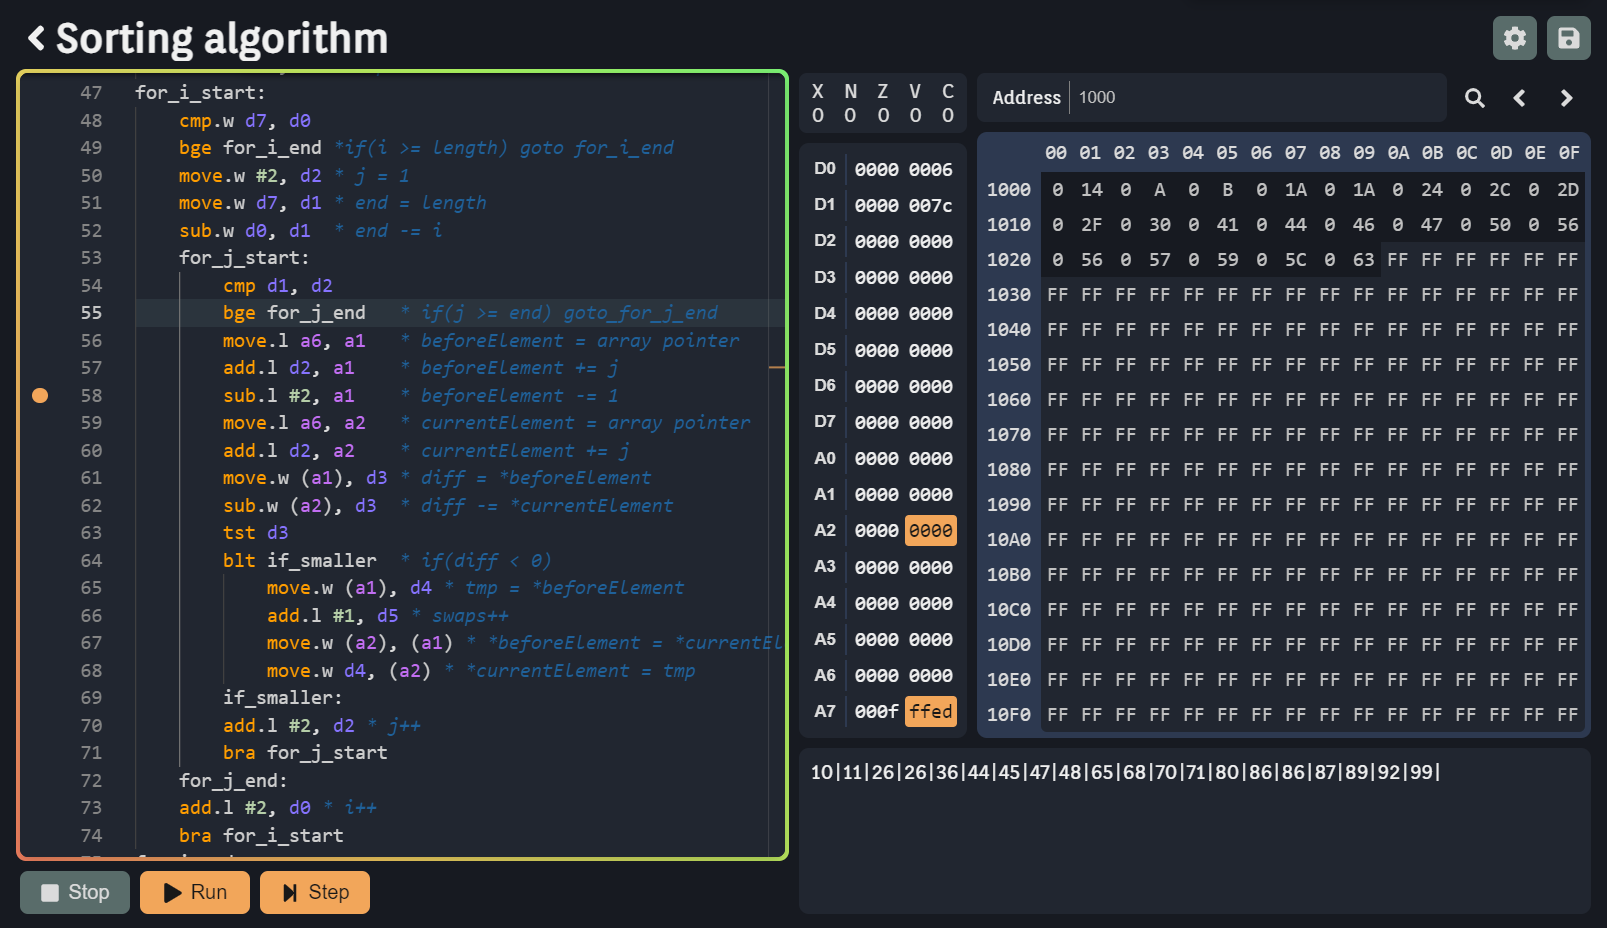 Sorting algorithm
47 for_i_start:
48 cmp.w d7, d0
49 bge for_i_end *if(i >= length) goto for_i_end
50 move.w #2, d2 * j = 1
51 move.w d7, d1 * end = length
52 sub.w d0, d1 * end -= i
53 for_j_start:
54 cmp d1, d2
55 bge for_j_end * if(j >= end) goto_for_j_end
56 move.l a6, a1 * beforeElement = array pointer
57 add.l d2, a1 * beforeElement += j
58 sub.l #2, a1 * beforeElement -= 1
59 move.l a6, a2 * currentElement = array pointer
60 add.l d2, a2 * currentElement += j
61 move.w (a1), d3 * diff = *beforeElement
62 sub.w (a2), d3 * diff -= *currentElement
63 tst d3
64 blt if_smaller * if(diff < 0)
65 move.w (a1), d4 * tmp = *beforeElement
66 add.l #1, d5 * swaps++
67 move.w (a2), (a1) * *beforeElement = *currentEl
68 move.w d4, (a2) * *currentElement = tmp
69 if_smaller:
70 add.l #2, d2 * j++
71 bra for_j_start
72 for_j_end:
73 add.l #2, d0 * i++
74 bra for_i_start
Stop Run Step
X N Z V C
0 0 0 0 0
D0 0000 0006
D1 0000 007c
D2 0000 0000
D3 0000 0000
D4 0000 0000
D5 0000 0000
D6 0000 0000
D7 0000 0000
A0 0000 0000
A1 0000 0000
A2 0000 0000
A3 0000 0000
A4 0000 0000
A5 0000 0000
A6 0000 0000
A7 000f ffed
Address 1000
00 01 02 03 04 05 06 07 08 09 0A 0B 0C 0D 0E 0F
1000 0 14 0 A 0 B 0 1A 0 1A 0 24 0 2C 0 2D
1010 0 2F 0 30 0 41 0 44 0 46 0 47 0 50 0 56
1020 0 56 0 57 0 59 0 5C 0 63 FF FF FF FF FF FF
1030 FF FF FF FF FF FF FF FF FF FF FF FF FF FF FF FF
1040 FF FF FF FF FF FF FF FF FF FF FF FF FF FF FF FF
1050 FF FF FF FF FF FF FF FF FF FF FF FF FF FF FF FF
1060 FF FF FF FF FF FF FF FF FF FF FF FF FF FF FF FF
1070 FF FF FF FF FF FF FF FF FF FF FF FF FF FF FF FF
1080 FF FF FF FF FF FF FF FF FF FF FF FF FF FF FF FF
1090 FF FF FF FF FF FF FF FF FF FF FF FF FF FF FF FF
10A0 FF FF FF FF FF FF FF FF FF FF FF FF FF FF FF FF
10B0 FF FF FF FF FF FF FF FF FF FF FF FF FF FF FF FF
10C0 FF FF FF FF FF FF FF FF FF FF FF FF FF FF FF FF
10D0 FF FF FF FF FF FF FF FF FF FF FF FF FF FF FF FF
10E0 FF FF FF FF FF FF FF FF FF FF FF FF FF FF FF FF
10F0 FF FF FF FF FF FF FF FF FF FF FF FF FF FF FF FF
10|11|26|26|36|44|45|47|48|65|68|70|71|80|86|86|87|89|92|99|